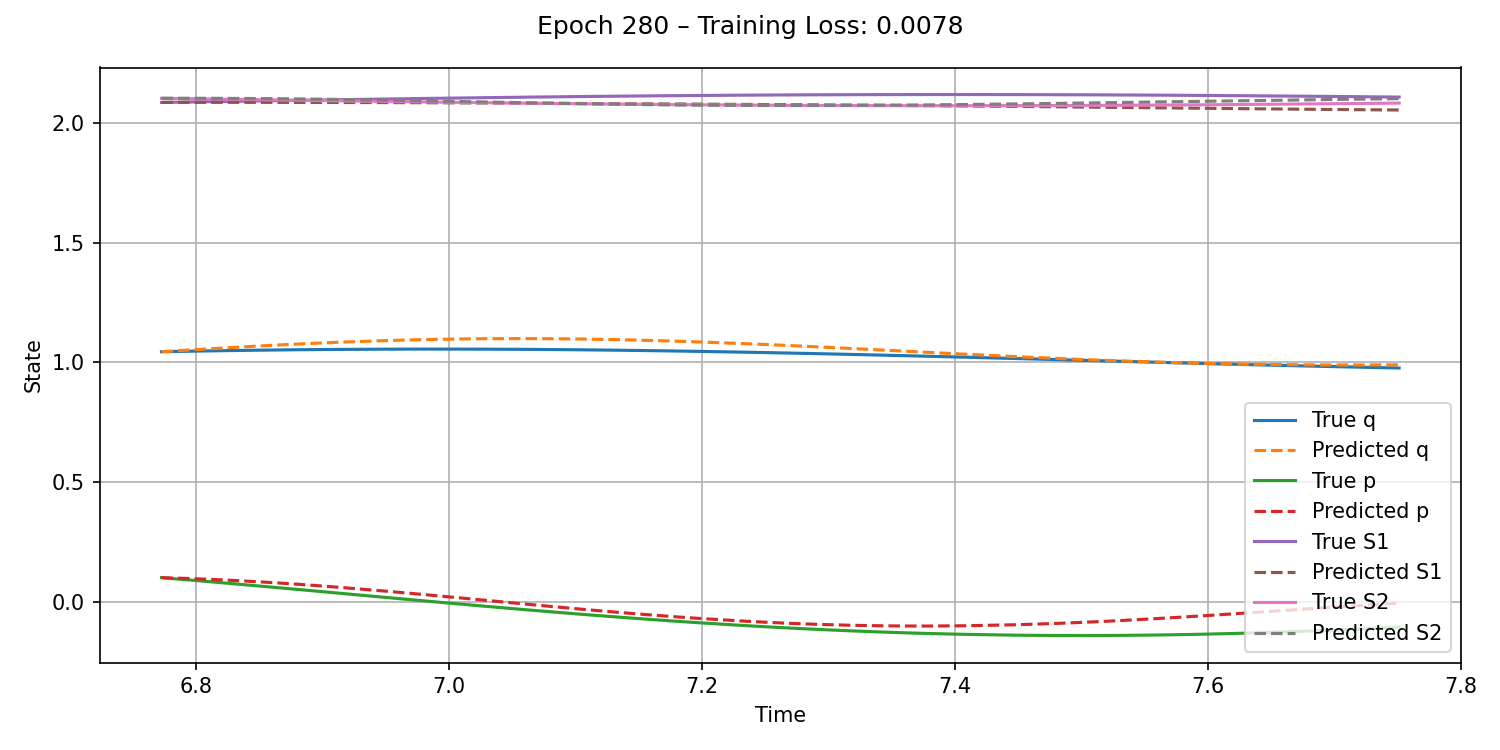 Epoch 280 – Training Loss: 0.0078
State
2.0
1.5
1.0
0.5
0.0
True q
Predicted q
True p
Predicted p
True S1
Predicted S1
True S2
Predicted S2
6.8 7.0 7.2 7.4 7.6 7.8
Time